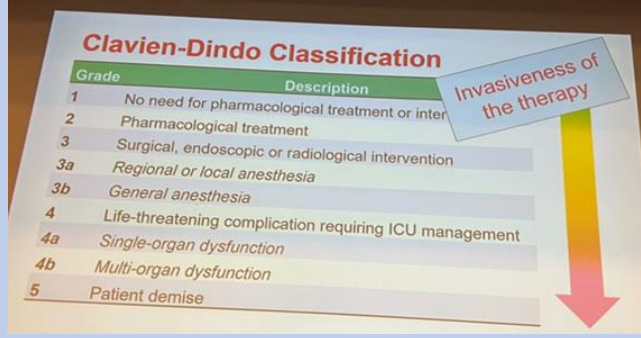 Clavien-Dindo Classification
Grade Description
1 No need for pharmacological treatment or inter
2 Pharmacological treatment
3 Surgical, endoscopic or radiological intervention
3a Regional or local anesthesia
3b General anesthesia
4 Life-threatening complication requiring ICU management
4a Single-organ dysfunction
4b Multi-organ dysfunction
5 Patient demise
Invasiveness of
the therapy